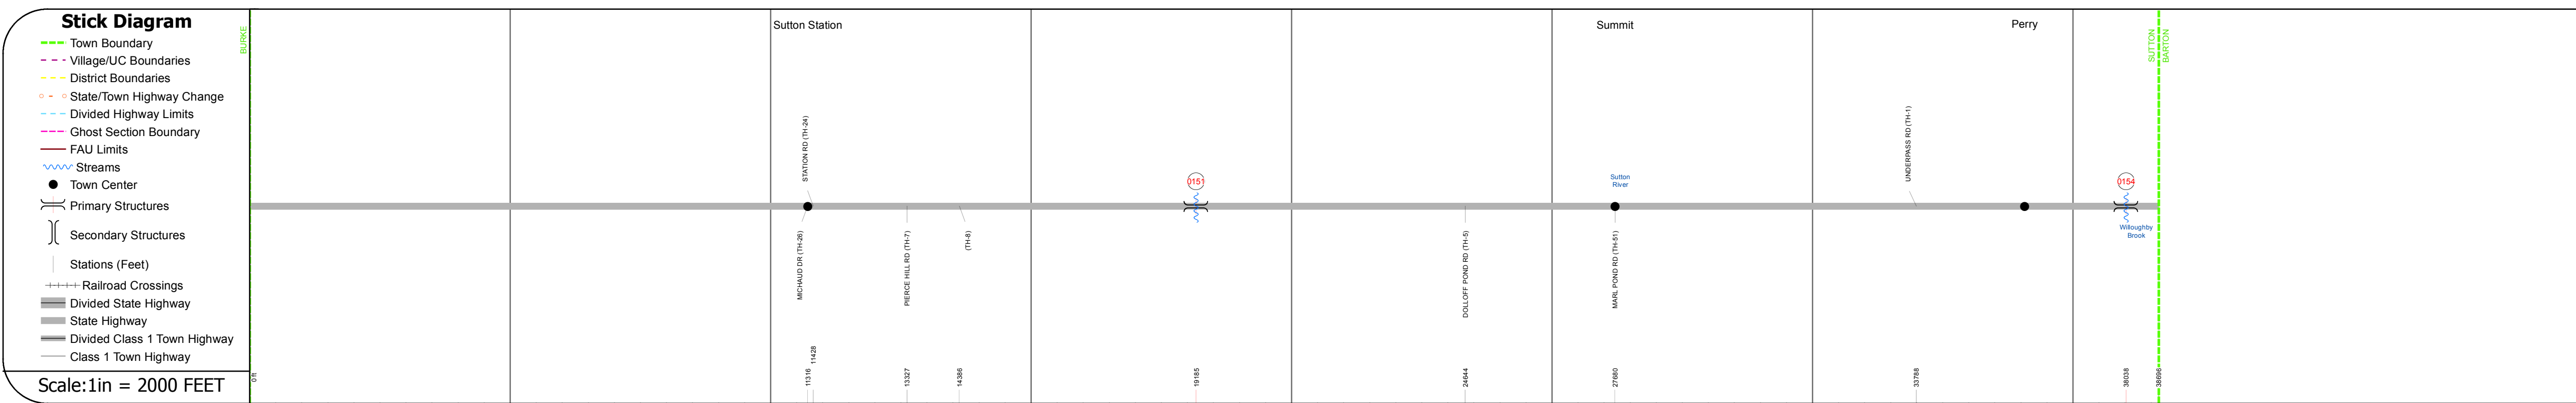 Stick Diagram
Town Boundary
Village/UC Boundaries
District Boundaries
State/Town Highway Change
Divided Highway Limits
Ghost Section Boundary
FAU Limits
Streams
Town Center
Primary Structures
Secondary Structures
Stations (Feet)
Railroad Crossings
Divided State Highway
State Highway
Divided Class 1 Town Highway
Class 1 Town Highway
Scale:1in = 2000 FEET
BURKE
Sutton Station
Summit
Perry
SUTTON
BARTON
STATION RD (TH-24)
MICHAUD DR (TH-26)
PIERCE HILL RD (TH-7)
(TH-8)
0151
DOLLOFF POND RD (TH-5)
Sutton
River
MARL POND RD (TH-51)
UNDERPASS RD (TH-1)
0154
Willoughby
Brook
0 ft
11316
11428
13327
14386
19185
24644
27680
33788
38038
38696